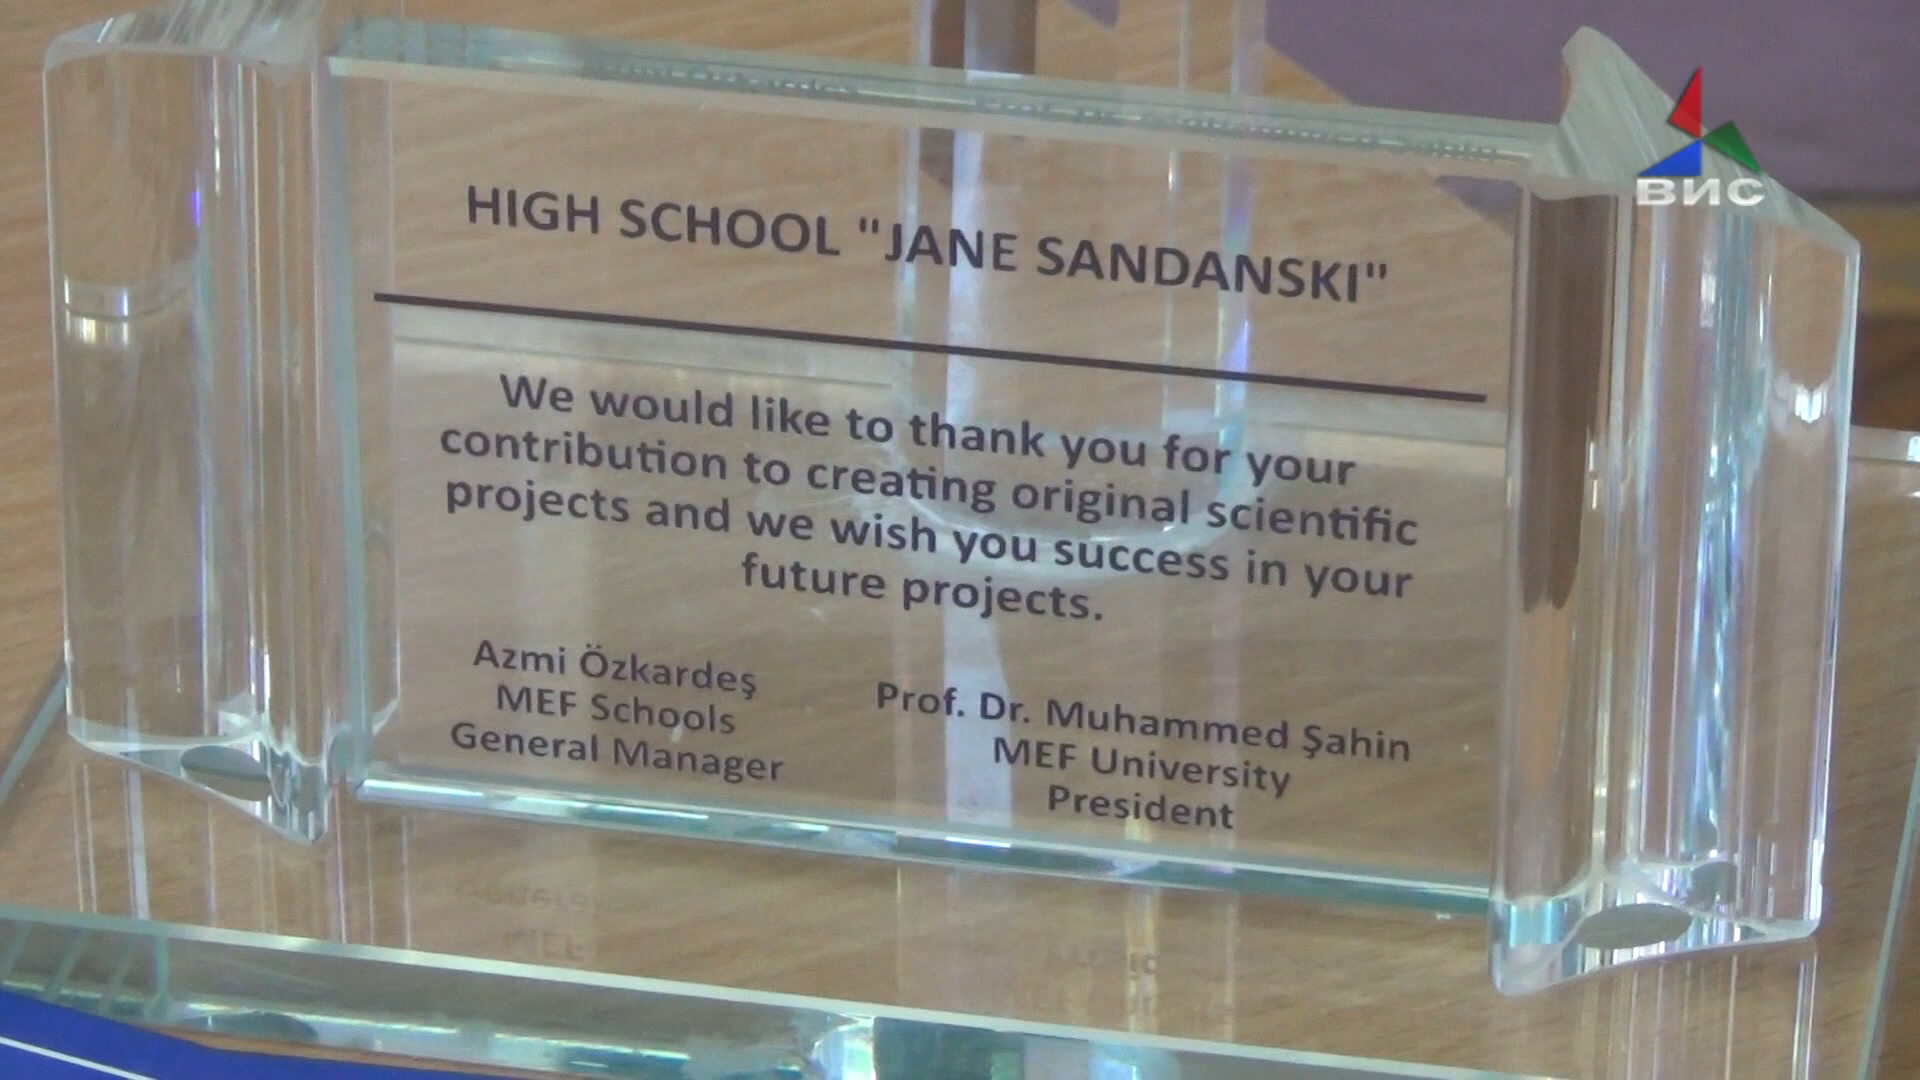 HIGH SCHOOL "JANE SANDANSKI"
We would like to thank you for your
contribution to creating original scientific
projects and we wish you success in your
future projects.
Azmi Özkardeş
MEF Schools
General Manager
Prof. Dr. Muhammed Şahin
MEF University
President
ВИС